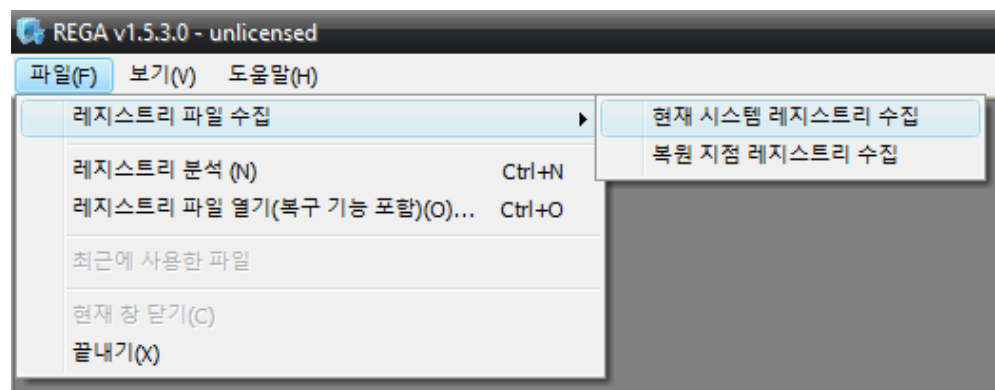 REGA v1.5.3.0 - unlicensed
파일(F) 보기(V) 도움말(H)
레지스트리 파일 수집
현재 시스템 레지스트리 수집
복원 지점 레지스트리 수집
레지스트리 분석 (N) Ctrl+N
레지스트리 파일 열기(복구 기능 포함)(O)... Ctrl+O
최근에 사용한 파일
현재 창 닫기(C)
끝내기(X)